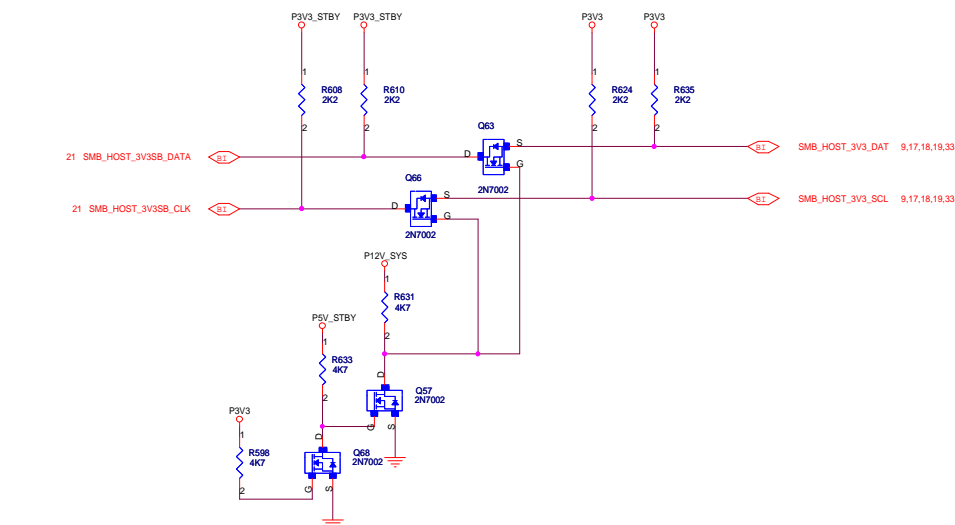 P3V3_STBY P3V3_STBY P3V3 P3V3
1 1 1 1
R608 R610 R624 R635
2K2 2K2 2K2 2K2
2 2 2 2
Q63
D S
21 SMB_HOST_3V3SB_DATA BI BI SMB_HOST_3V3_DAT 9,17,18,19,33
G
Q66
2N7002
S
21 SMB_HOST_3V3SB_CLK BI D BI SMB_HOST_3V3_SCL 9,17,18,19,33
G
2N7002
P12V_SYS
1
R631
4K7
2
P5V_STBY
1
R633
4K7
2
D
Q57
2N7002
G S
P3V3
1
R598
4K7
2
D
Q68
2N7002
G S